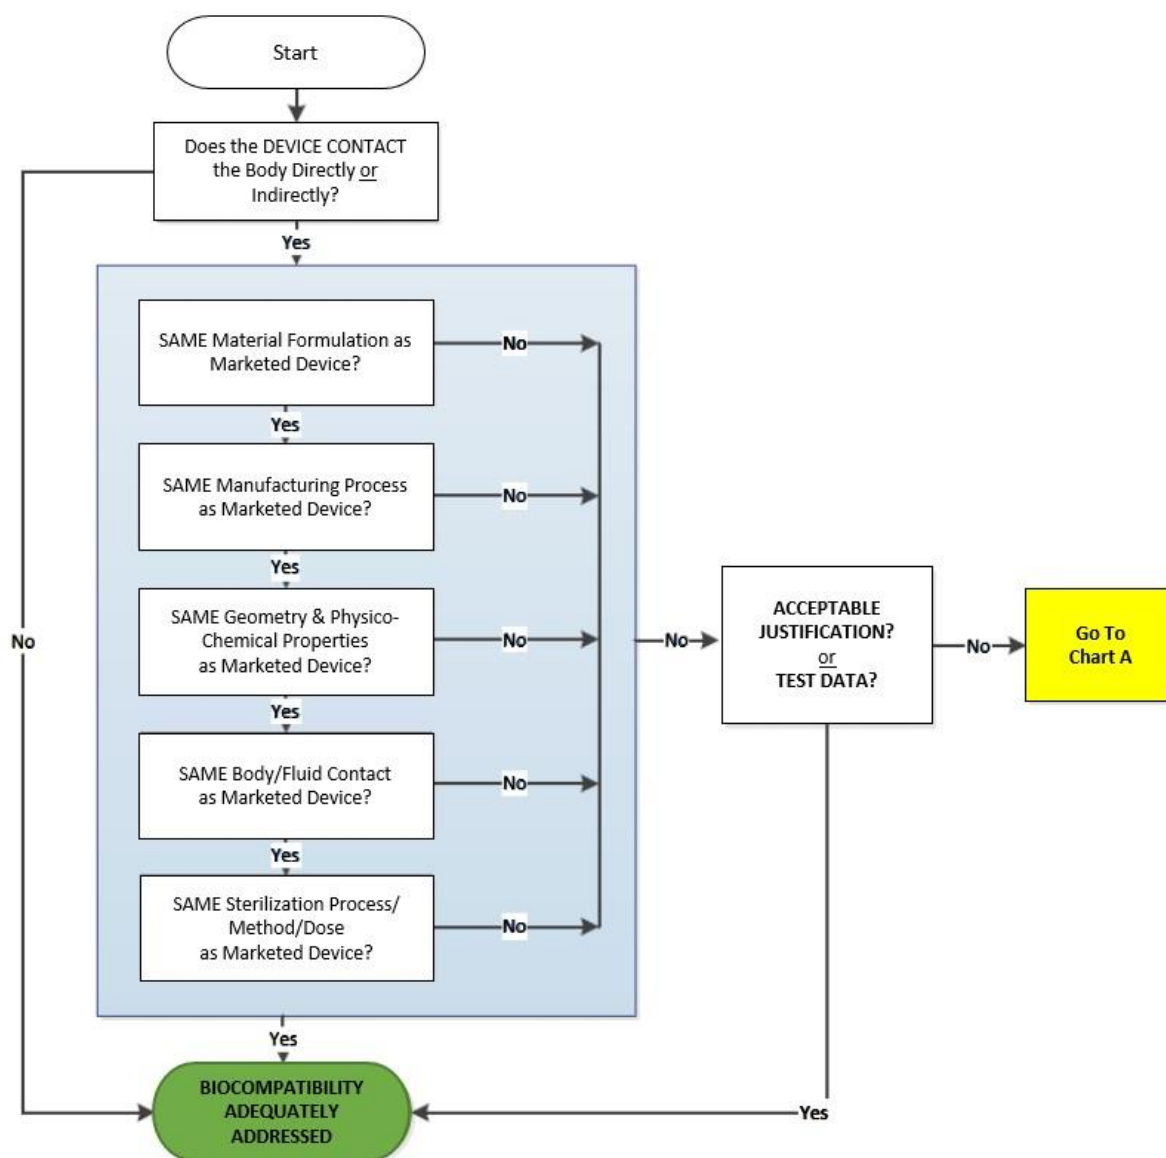 Start
Does the DEVICE CONTACT
the Body Directly or
Indirectly?
Yes
SAME Material Formulation as
Marketed Device?
No
Yes
SAME Manufacturing Process
as Marketed Device?
No
Yes
SAME Geometry & Physico-
Chemical Properties
as Marketed Device?
No
No
No
ACCEPTABLE
JUSTIFICATION?
or
TEST DATA?
No
Go To
Chart A
Yes
SAME Body/Fluid Contact
as Marketed Device?
No
Yes
SAME Sterilization Process/
Method/Dose
as Marketed Device?
No
Yes
BIOCOMPATIBILITY
ADEQUATELY
ADDRESSED
Yes